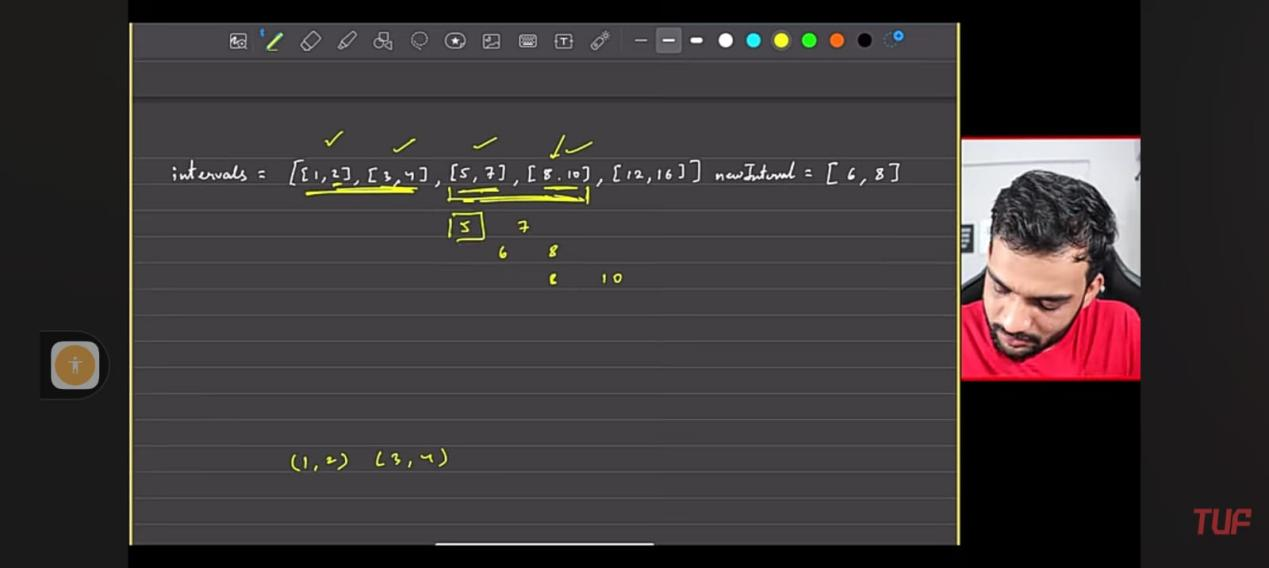 intervals = [[1,2], [3,4], [5,7], [8.10], [12,16]] newInterval = [6,8]
5 7
6 8
8 10
(1,2) (3,4)
TUF